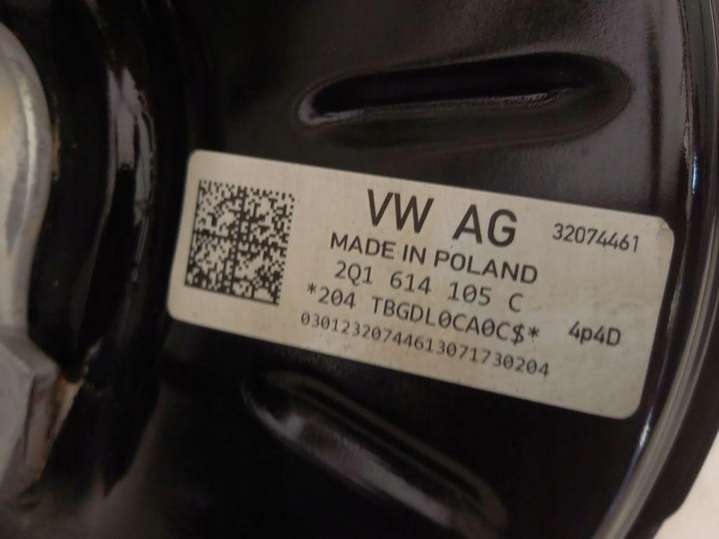 VW AG 32074461
MADE IN POLAND
2Q1 614 105 C
*204 TBGDL0CA0C$* 4p4D
03012320744613071730204